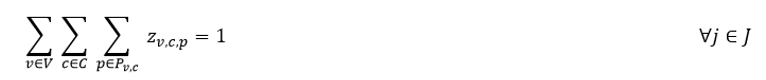 ∑_{v∈V} ∑_{c∈C} ∑_{p∈P_{v,c}} z_{v,c,p} = 1 ∀j ∈ J